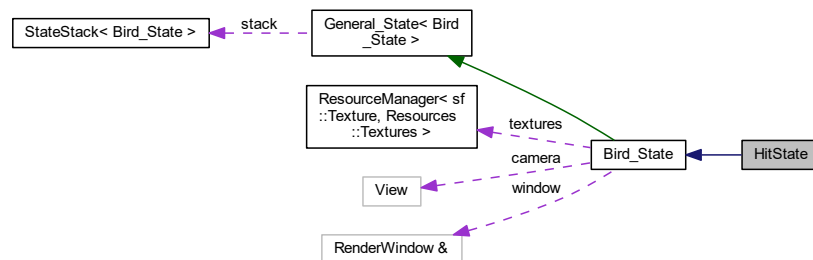 stack
General_State< Bird
_State >
StateStack< Bird_State >
ResourceManager< sf
::Texture, Resources
::Textures >
textures
camera
window
Bird_State
HitState
View
RenderWindow &